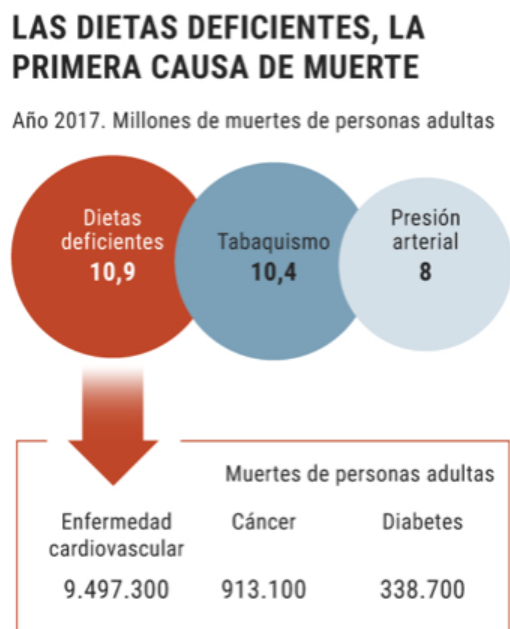 LAS DIETAS DEFICIENTES, LA
PRIMERA CAUSA DE MUERTE
Año 2017. Millones de muertes de personas adultas
Dietas
deficientes
10,9
Tabaquismo
10,4
Presión
arterial
8
Muertes de personas adultas
Enfermedad
cardiovascular
9.497.300
Cáncer
913.100
Diabetes
338.700